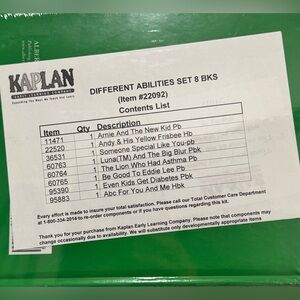 KAPLAN
EARLY LEARNING COMPANY
DIFFERENT ABILITIES SET 8 BKS
(Item #22092)
Contents List
Item Qty Description
11471 1 Arnie And The New Kid Pb
22520 1 Andy & His Yellow Frisbee Hb
36531 1 Someone Special Like You-pb
60763 1 Luna(TM) And The Big Blur Pbk
60764 1 The Lion Who Had Asthma Pb
60765 1 Be Good To Eddie Lee Pb
95390 1 Even Kids Get Diabetes Pbk
95883 1 Abc For You And Me Hbk
Every effort is made to insure your total satisfaction. Please call our Total Customer Care Department
at 1-800-334-2014 to re-order components or if you have questions regarding this kit.
Thank you for your purchase from Kaplan Early Learning Company. Please note that components may
change occasionally due to availability. We will substitute only developmentally appropriate items